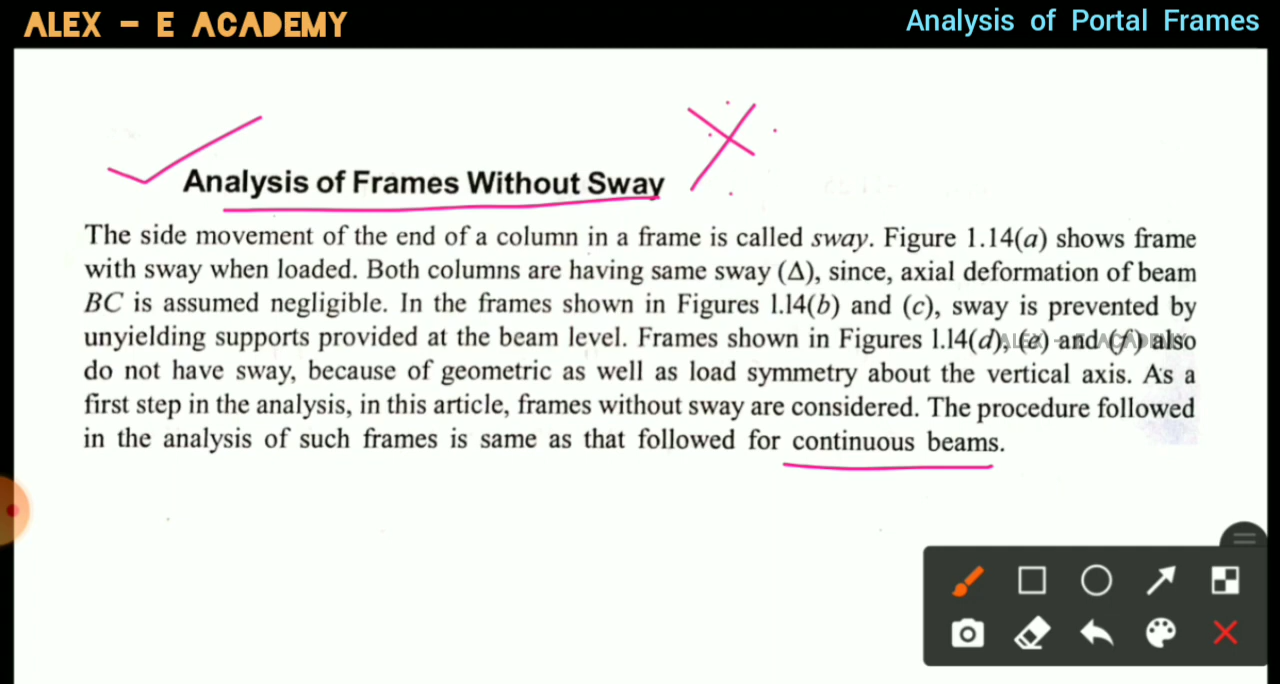 ALEX - E ACADEMY
Analysis of Portal Frames
Analysis of Frames Without Sway
The side movement of the end of a column in a frame is called sway. Figure 1.14(a) shows frame
with sway when loaded. Both columns are having same sway (Δ), since, axial deformation of beam
BC is assumed negligible. In the frames shown in Figures 1.14(b) and (c), sway is prevented by
unyielding supports provided at the beam level. Frames shown in Figures 1.14(d), (e) and (f) also
ALEX - E ACADEMY
do not have sway, because of geometric as well as load symmetry about the vertical axis. As a
first step in the analysis, in this article, frames without sway are considered. The procedure followed
in the analysis of such frames is same as that followed for continuous beams.